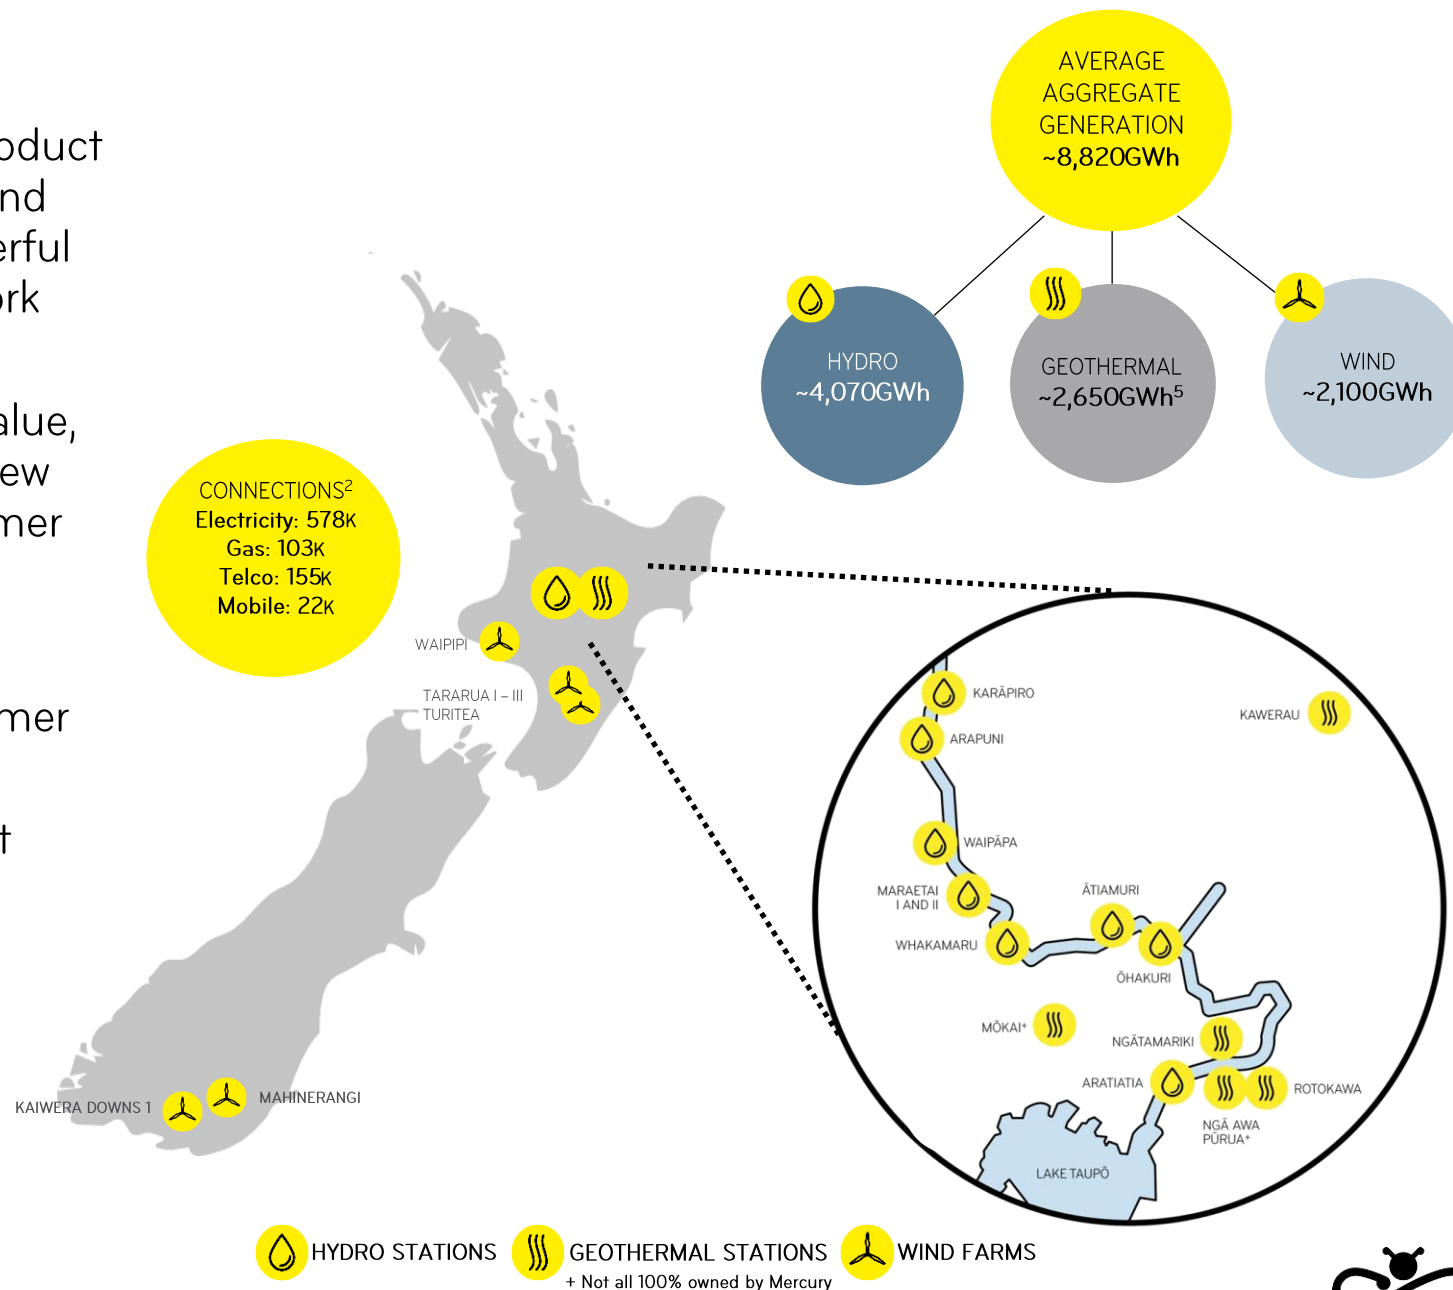 oduct
nd
erful
ork
alue,
ew
mer
mer
t
AVERAGE
AGGREGATE
GENERATION
~8,820GWh
HYDRO
~4,070GWh
GEOTHERMAL
~2,650GWh⁵
WIND
~2,100GWh
CONNECTIONS²
Electricity: 578K
Gas: 103K
Telco: 155K
Mobile: 22K
WAIPIPI
TARARUA I – III
TURITEA
KAIWERA DOWNS 1
MAHINERANGI
KARĀPIRO
KAWERAU
ARAPUNI
WAIPĀPA
MARAETAI
I AND II
ĀTIAMURI
WHAKAMARU
ŌHAKURI
MŌKAI+
NGĀTAMARIKI
ARATIATIA
ROTOKAWA
NGĀ AWA
PŪRUA+
LAKE TAUPŌ
HYDRO STATIONS
GEOTHERMAL STATIONS
WIND FARMS
+ Not all 100% owned by Mercury